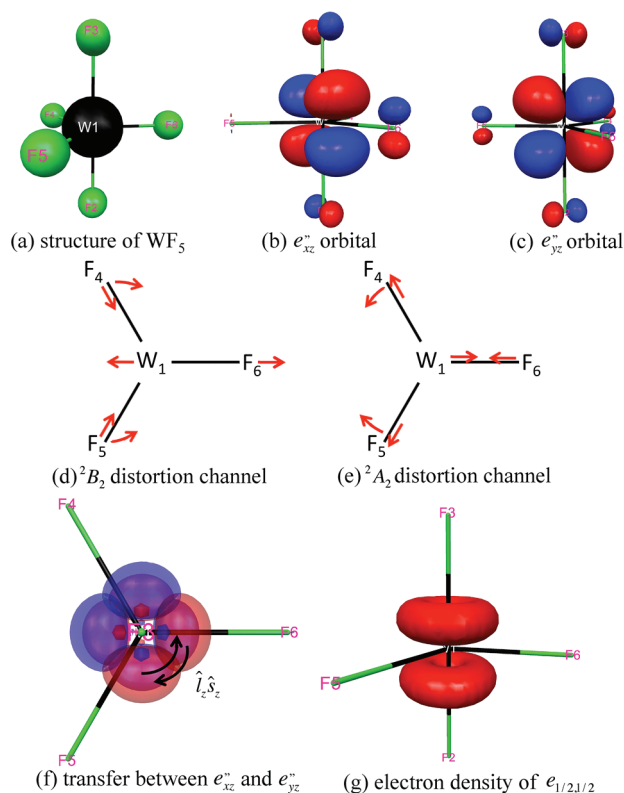 F3
W1
F5
F2
(a) structure of WF5
(b) e"xz orbital
(c) e"yz orbital
F4
W1
F6
F5
(d) ²B2 distortion channel
F4
W1
F6
F5
(e) ²A2 distortion channel
F4
F6
F5
l̂zŝz
(f) transfer between e"xz and e"yz
F3
F6
F5
F2
(g) electron density of e1/2,1/2